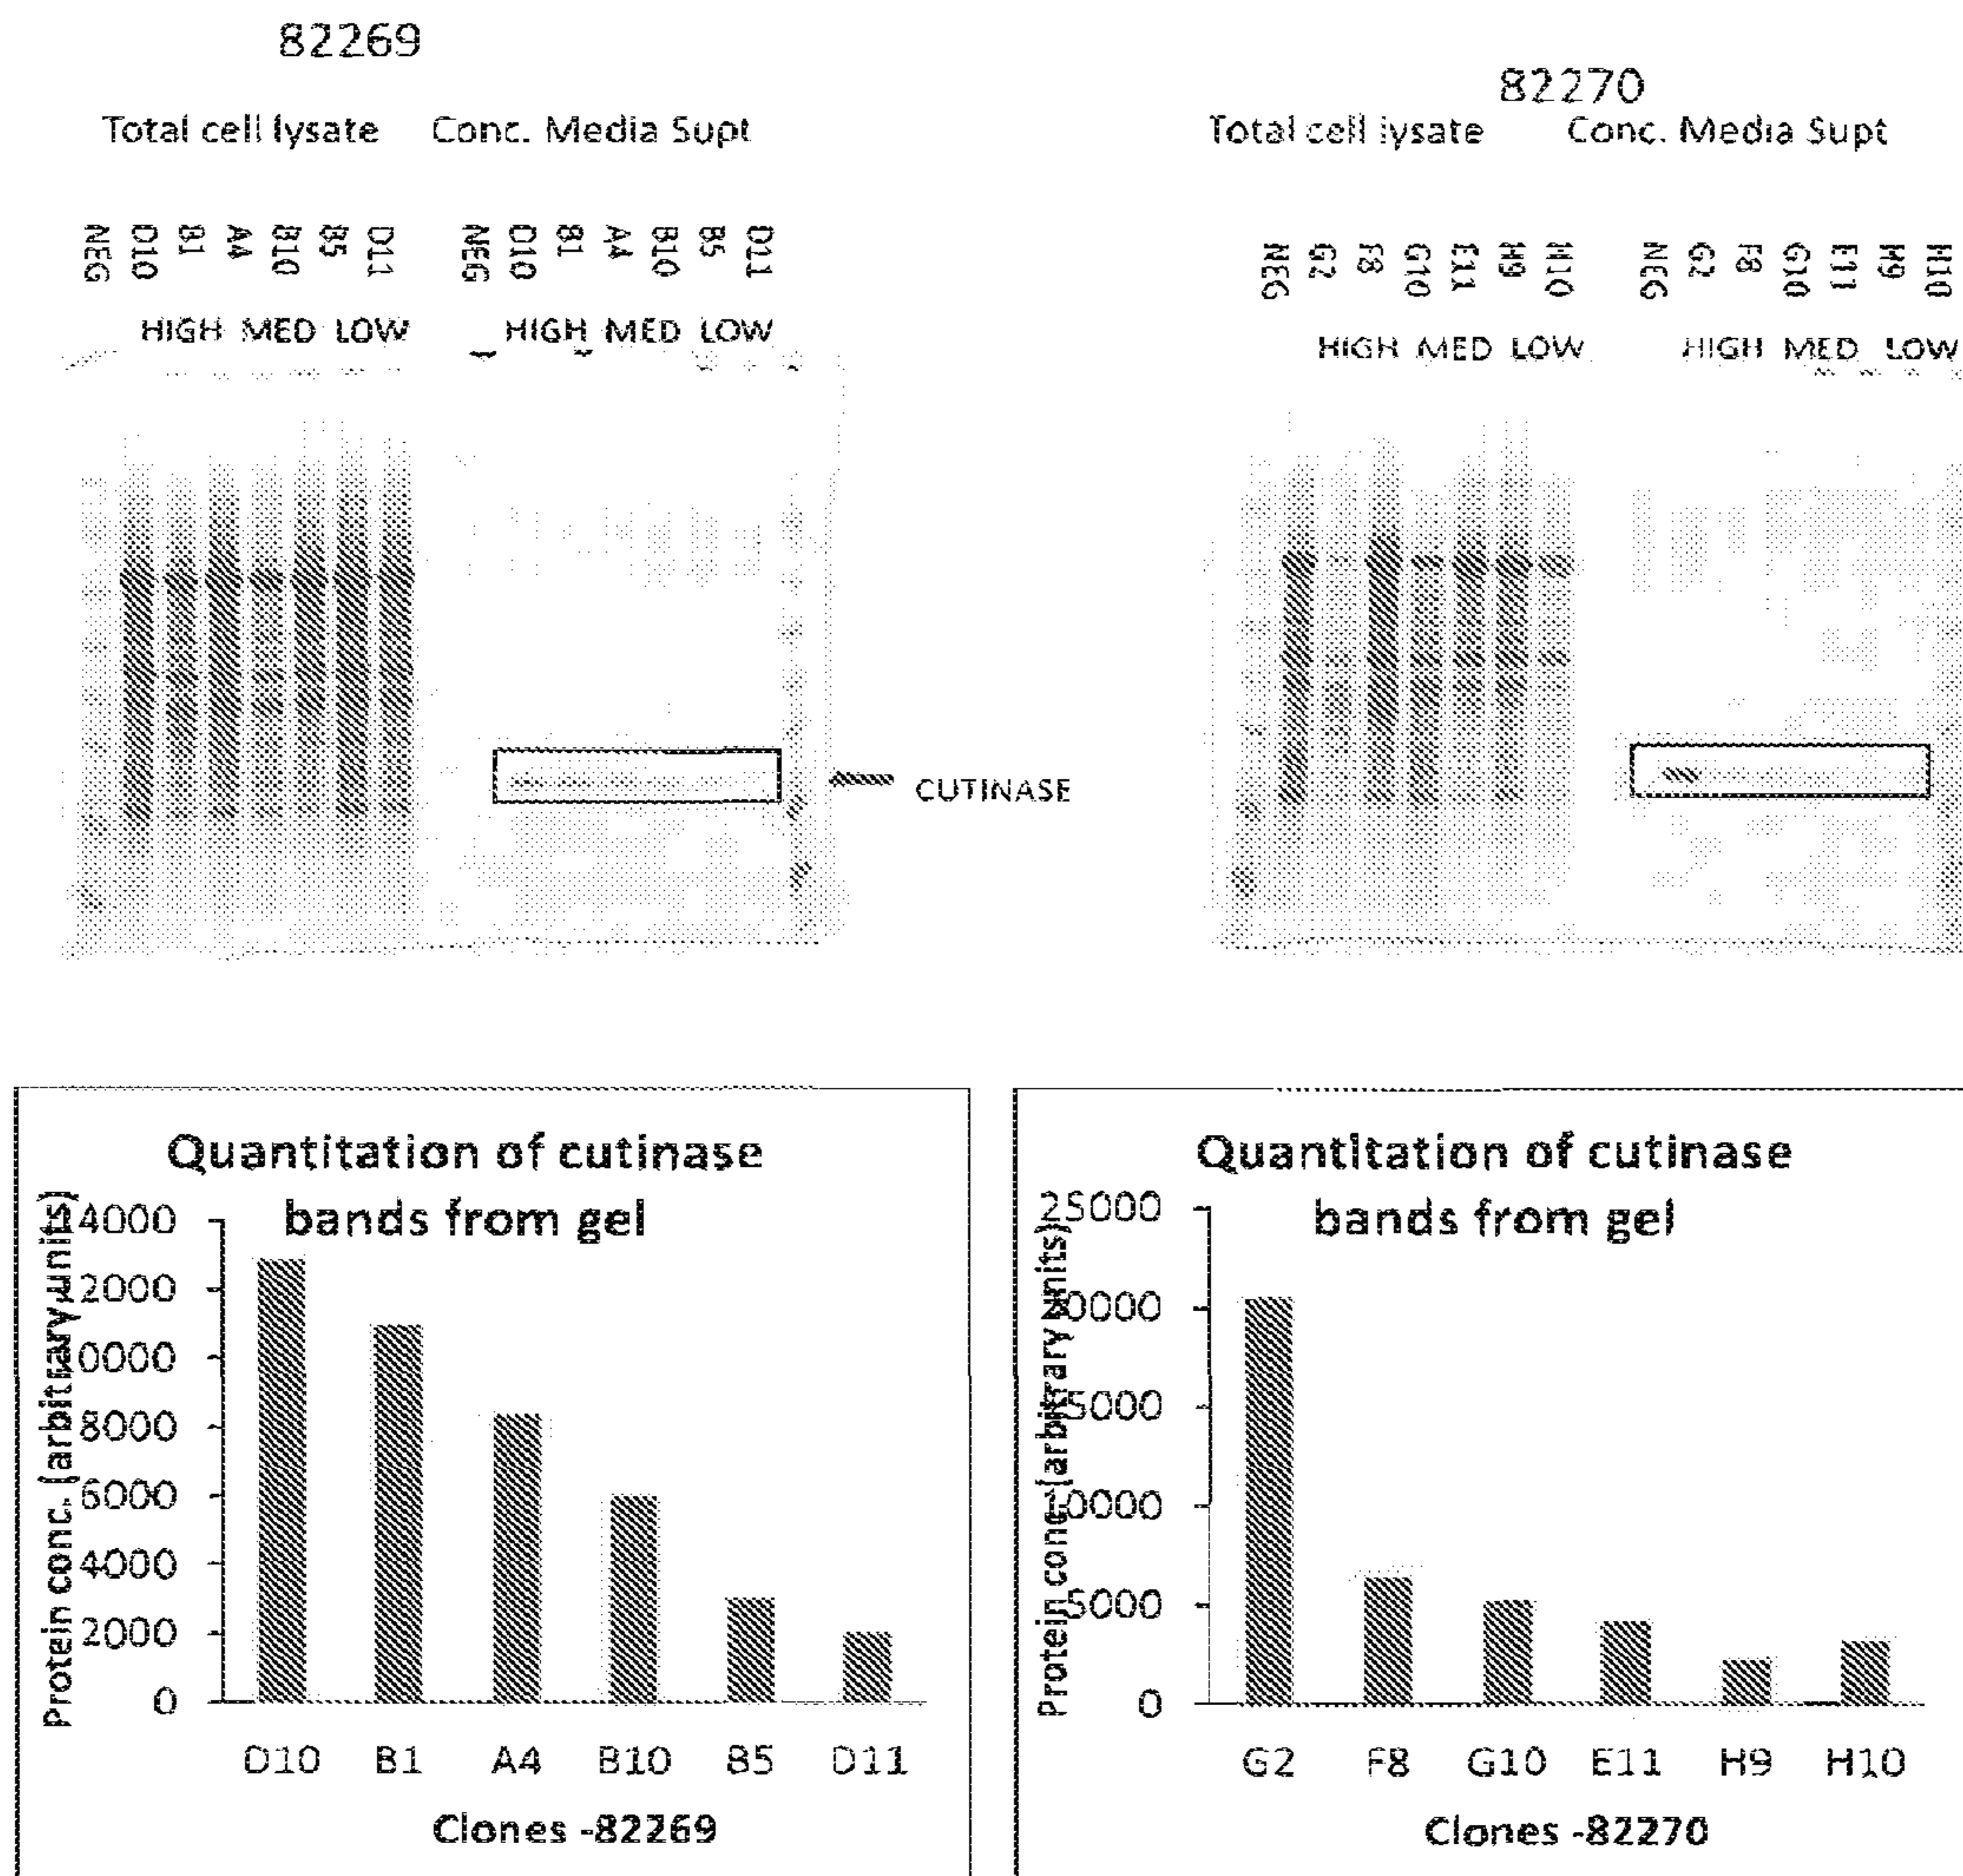 82269
Total cell lysate Conc. Media Supt
NEG D10 B1 A4 B10 B5 D11 NEG D10 B1 A4 B10 B5 D11
HIGH MED LOW HIGH MED LOW
CUTINASE
82270
Total cell lysate Conc. Media Supt
NEG G2 F8 G10 E11 H9 H10 NEG G2 F8 G10 E11 H9 H10
HIGH MED LOW HIGH MED LOW
Quantitation of cutinase
bands from gel
Protein conc. (arbitrary units)
14000
12000
10000
8000
6000
4000
2000
0
D10 B1 A4 B10 B5 D11
Clones -82269
Quantitation of cutinase
bands from gel
Protein conc. (arbitrary units)
25000
20000
15000
10000
5000
0
G2 F8 G10 E11 H9 H10
Clones -82270